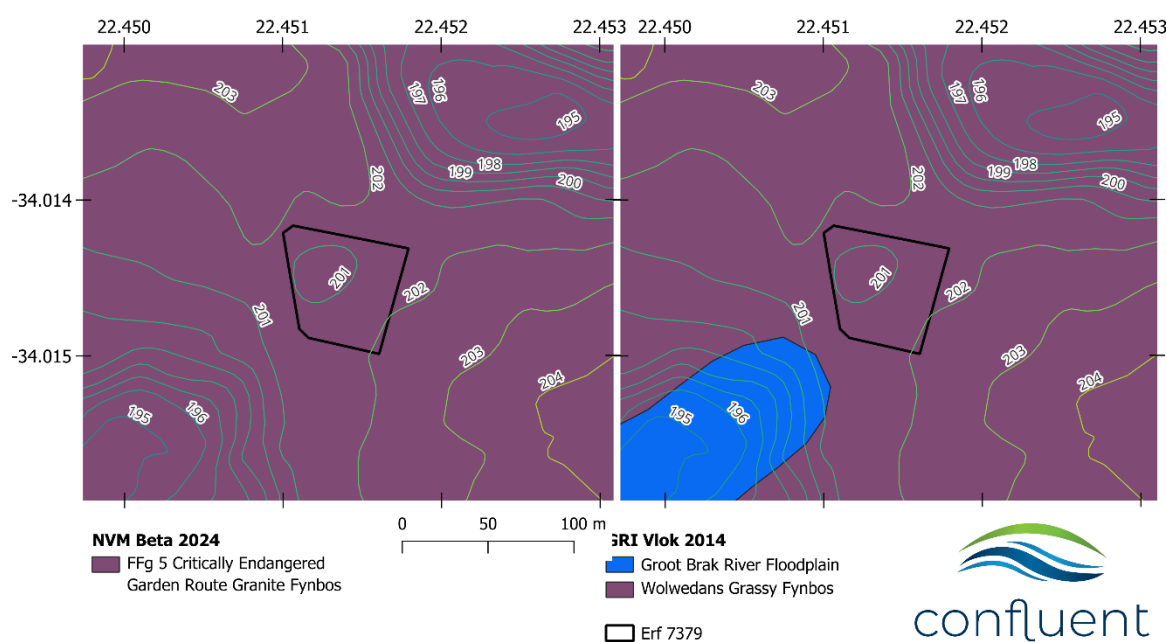 22.450 22.451 22.452 22.453 22.450 22.451 22.452 22.453
203 197 196 195 203 197 196 195
202 199 198 200 202 199 198 200
-34.014
201 202 201 202
201 203 201 203
-34.015
204 204
195 196 195 196
NVM Beta 2024
FFg 5 Critically Endangered
Garden Route Granite Fynbos
0 50 100 m
GRI Vlok 2014
Groot Brak River Floodplain
Wolwedans Grassy Fynbos
Erf 7379
confluent